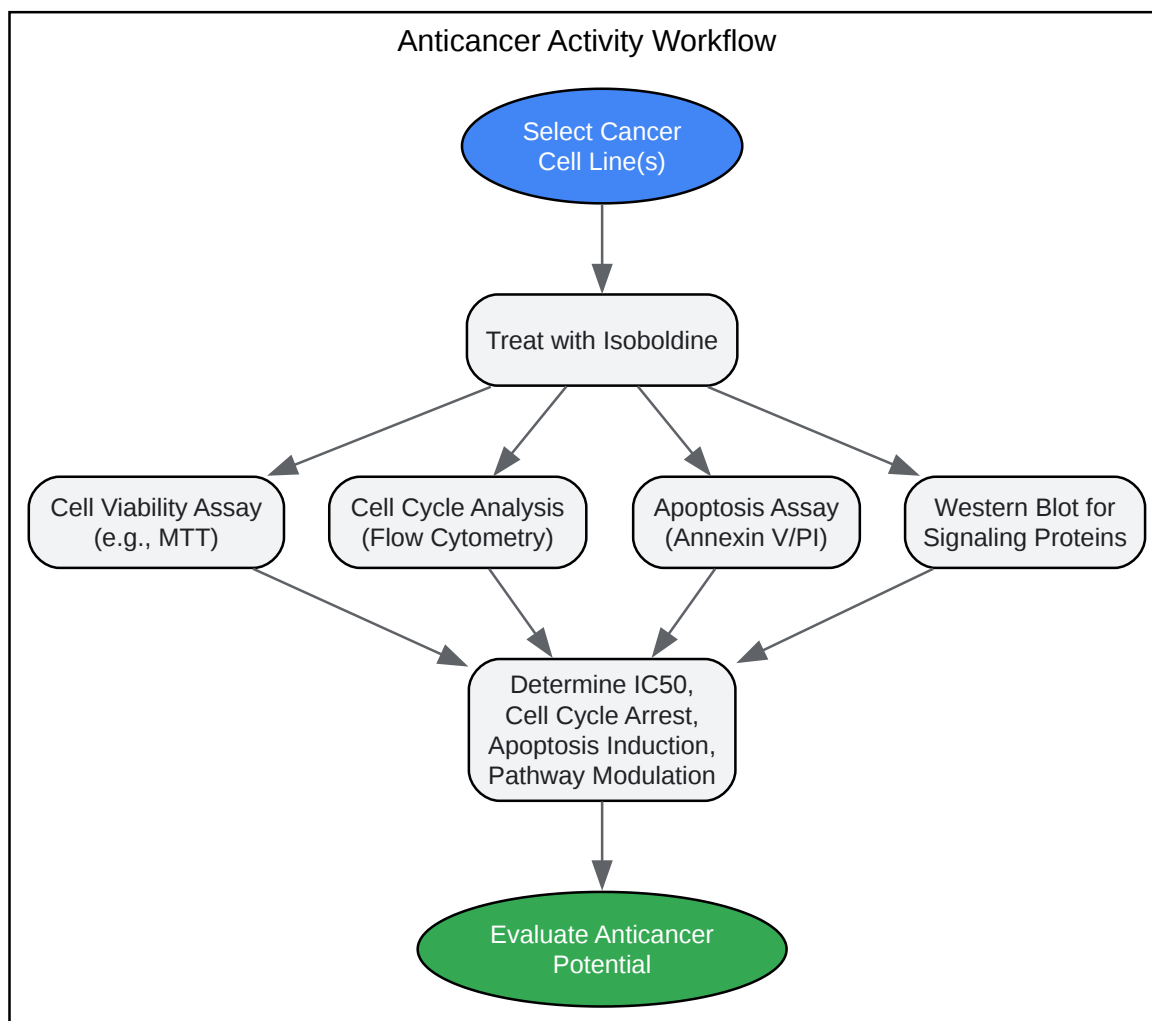 Anticancer Activity Workflow
Select Cancer
Cell Line(s)
Treat with Isoboldine
Cell Viability Assay
(e.g., MTT)
Cell Cycle Analysis
(Flow Cytometry)
Apoptosis Assay
(Annexin V/PI)
Western Blot for
Signaling Proteins
Determine IC50,
Cell Cycle Arrest,
Apoptosis Induction,
Pathway Modulation
Evaluate Anticancer
Potential